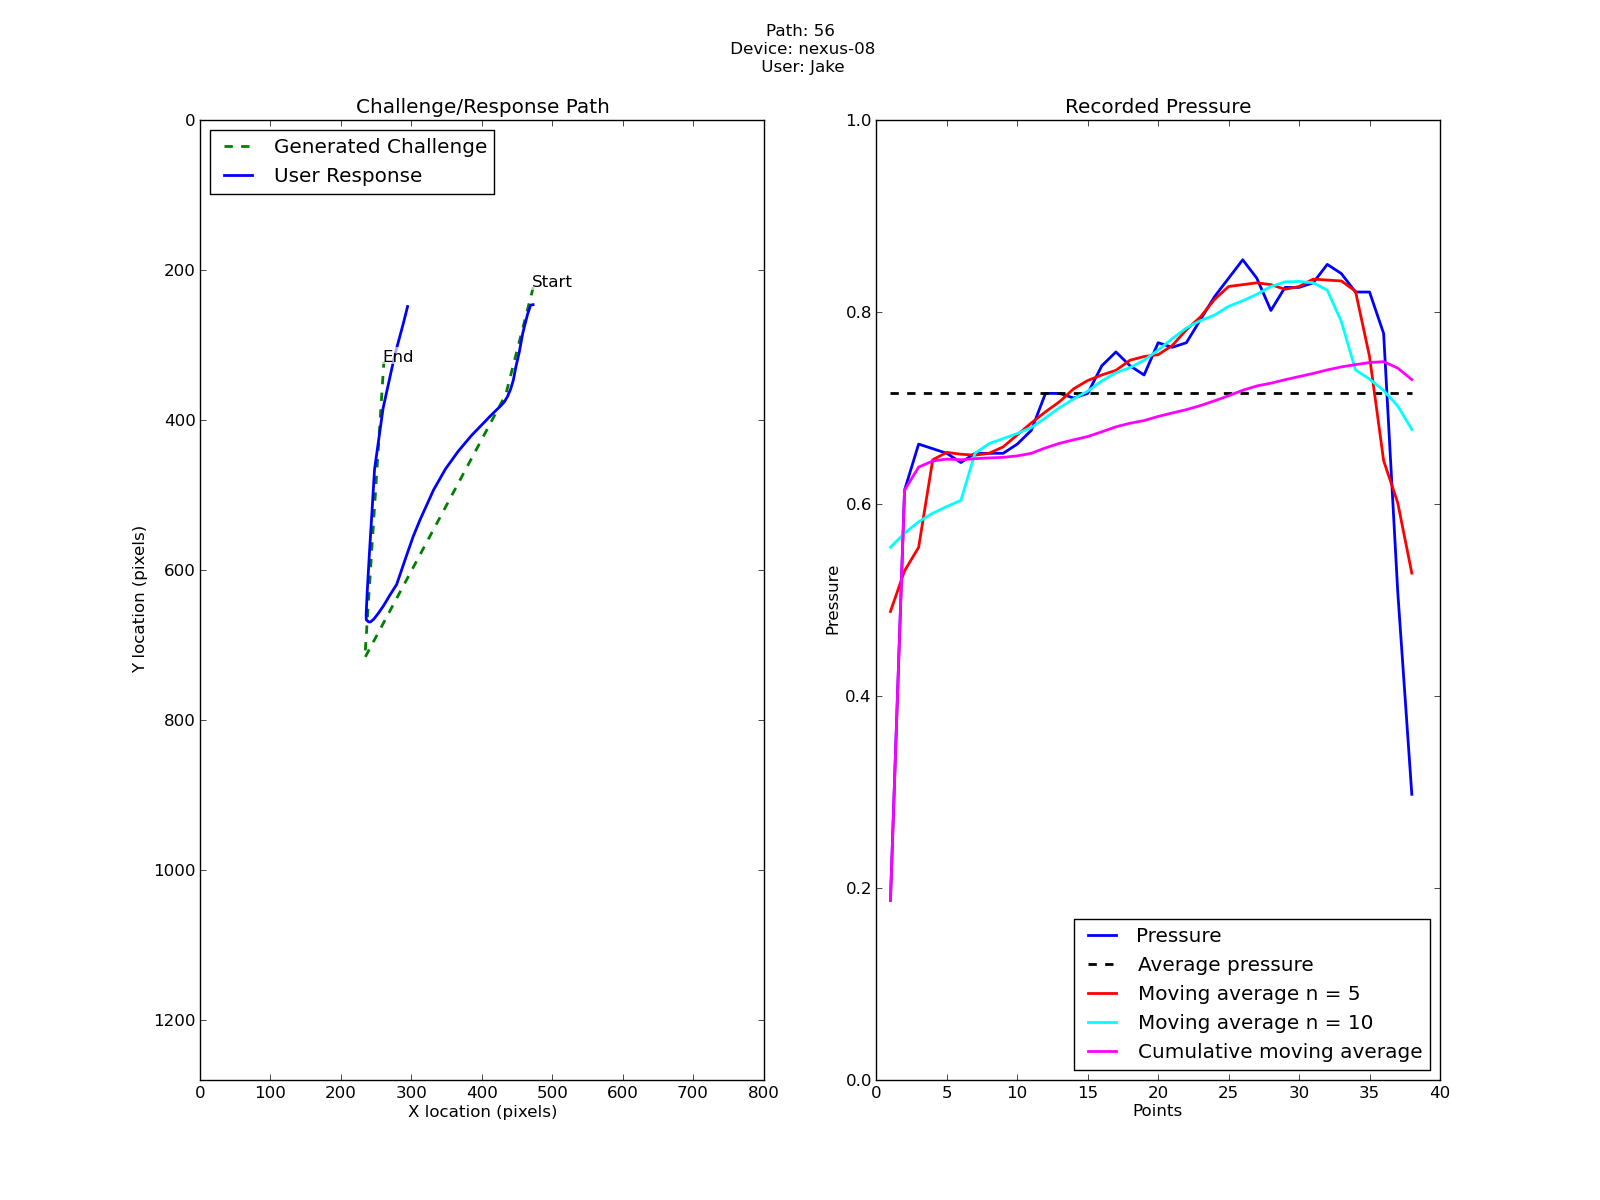 Path: 56
Device: nexus-08
User: Jake
Challenge/Response Path
Generated Challenge
User Response
Start
End
0
200
400
600
800
1000
1200
Y location (pixels)
0 100 200 300 400 500 600 700 800
X location (pixels)
Recorded Pressure
1.0
0.8
0.6
0.4
0.2
0.0
Pressure
Pressure
Average pressure
Moving average n = 5
Moving average n = 10
Cumulative moving average
0 5 10 15 20 25 30 35 40
Points